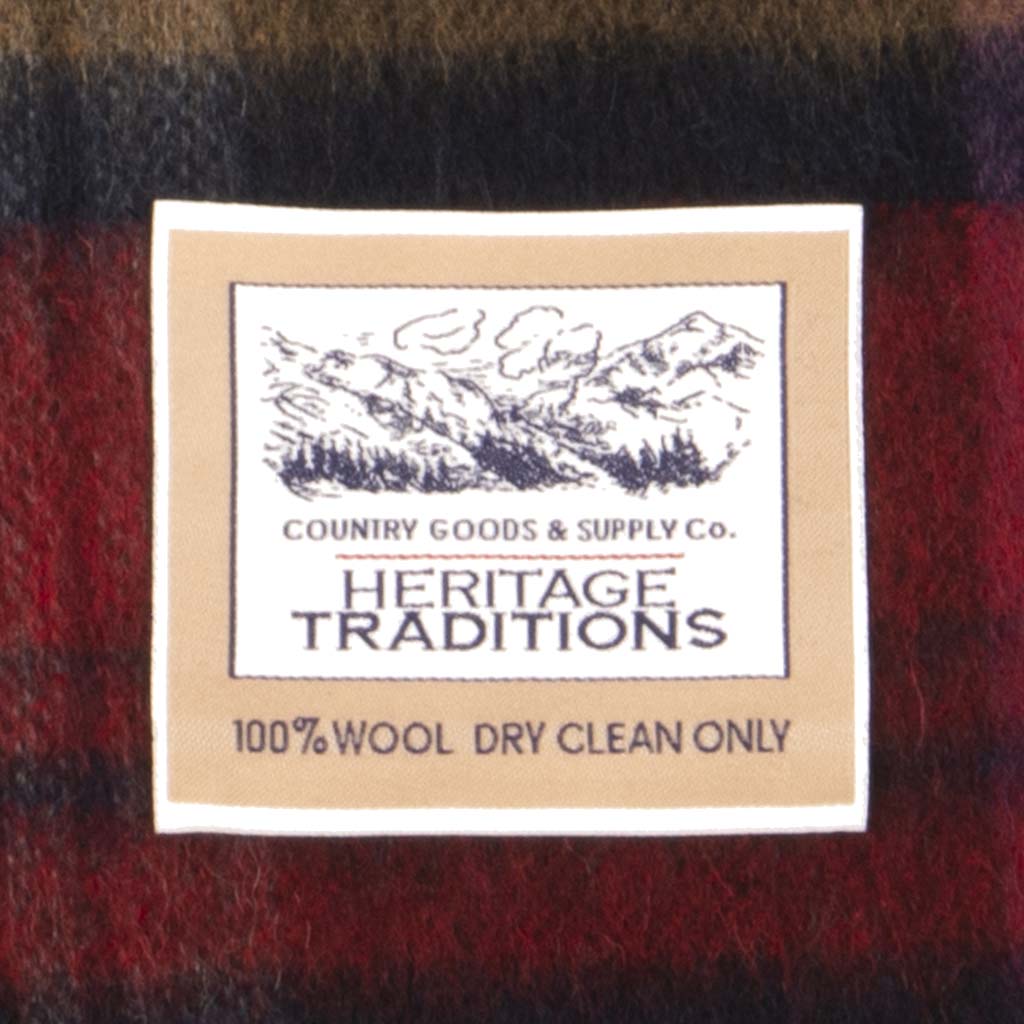 COUNTRY GOODS & SUPPLY Co.
HERITAGE
TRADITIONS
100% WOOL DRY CLEAN ONLY